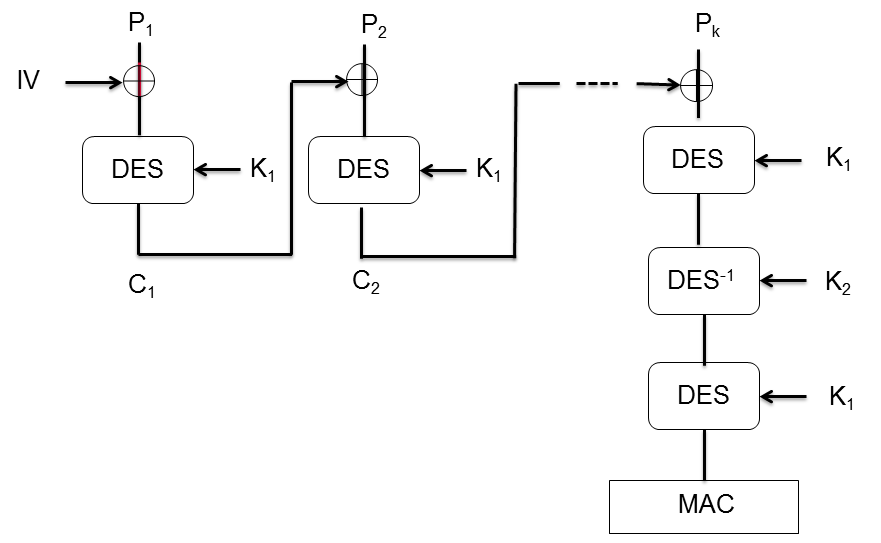 P1 P2 Pk
IV
DES K1 DES K1 DES K1
C1 C2 DES-1 K2
DES K1
MAC